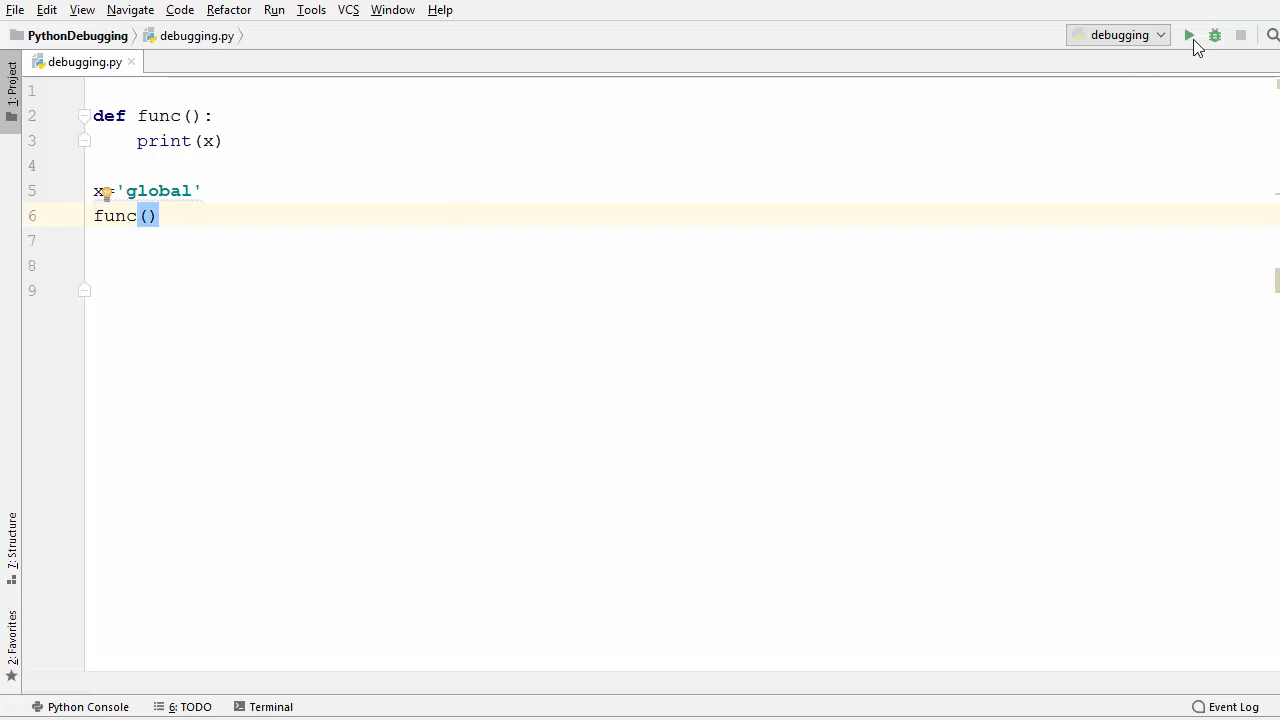 File Edit View Navigate Code Refactor Run Tools VCS Window Help
PythonDebugging debugging.py debugging
debugging.py
1: Project
1
2 def func():
3     print(x)
4
5 x='global'
6 func()
7
8
9
7: Structure
2: Favorites
Python Console 6: TODO Terminal Event Log